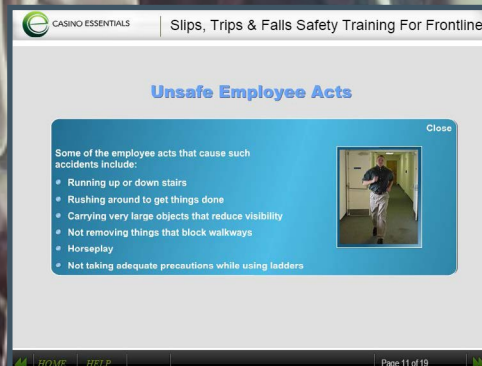 CASINO ESSENTIALS
Slips, Trips & Falls Safety Training For Frontline
Unsafe Employee Acts
Close
Some of the employee acts that cause such
accidents include:
Running up or down stairs
Rushing around to get things done
Carrying very large objects that reduce visibility
Not removing things that block walkways
Horseplay
Not taking adequate precautions while using ladders
HOME HELP
Page 11 of 19